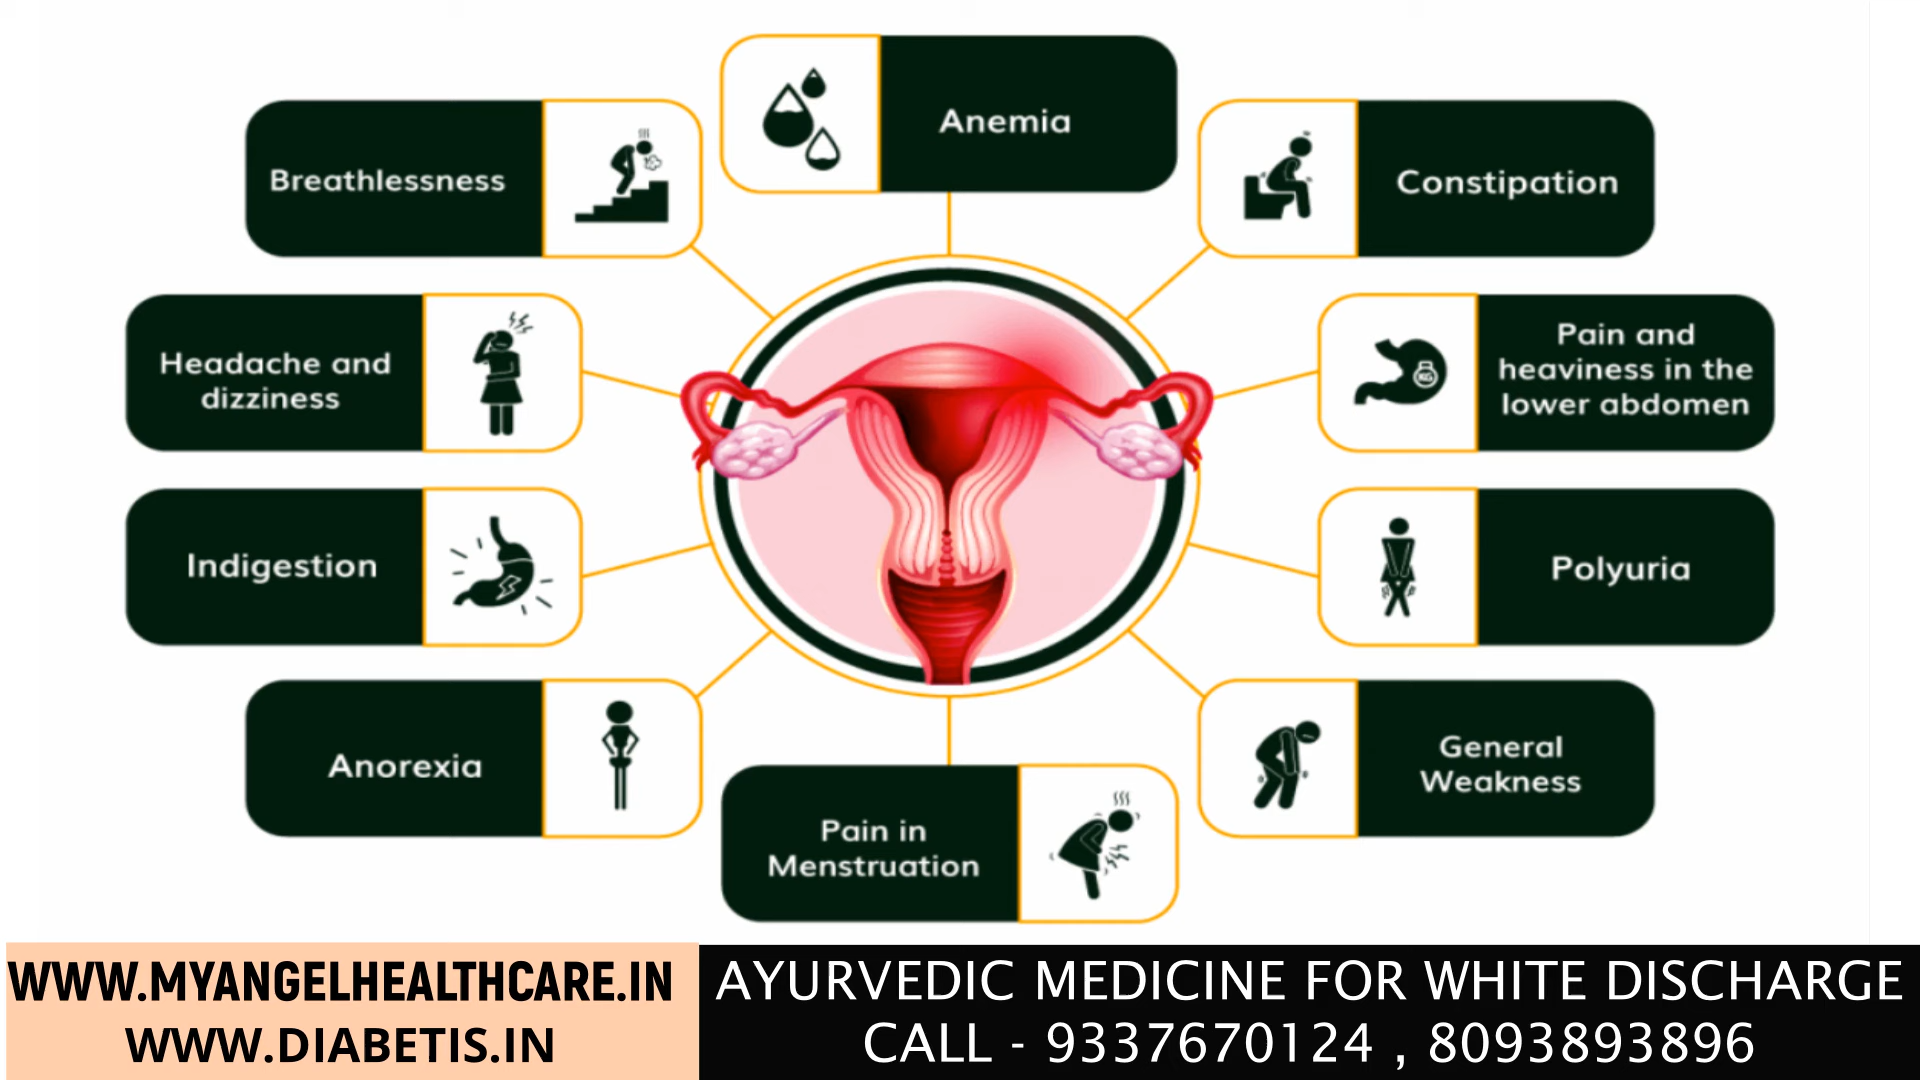 Anemia
Breathlessness
Constipation
Headache and
dizziness
Pain and
heaviness in the
lower abdomen
KG
Indigestion
Polyuria
Anorexia
General
Weakness
Pain in
Menstruation
WWW.MYANGELHEALTHCARE.IN
WWW.DIABETIS.IN
AYURVEDIC MEDICINE FOR WHITE DISCHARGE
CALL - 9337670124 , 8093893896